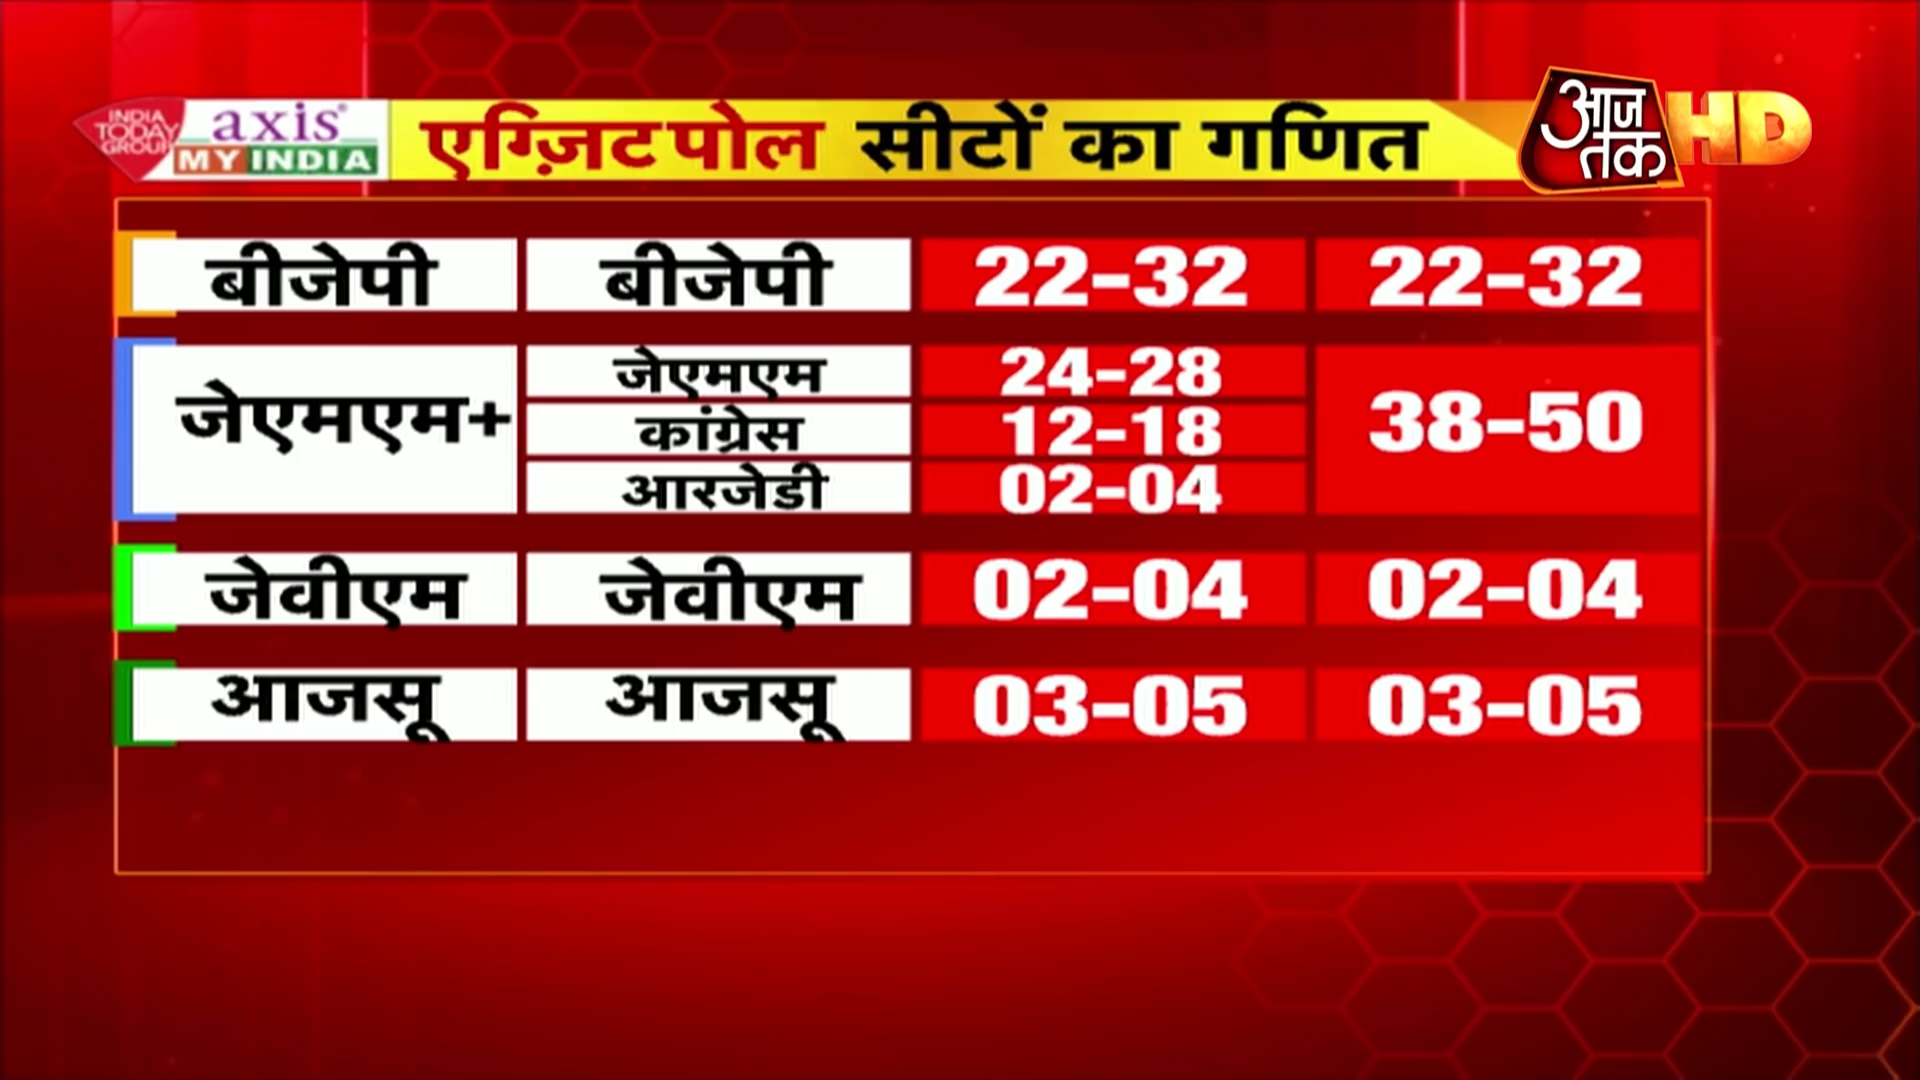 INDIA
TODAY
GROUP
axis
MY INDIA
एग्ज़िट पोल सीटों का गणित
आज
तक HD
बीजेपी बीजेपी 22-32 22-32
जेएमएम+ जेएमएम 24-28 38-50
कांग्रेस 12-18
आरजेडी 02-04
जेवीएम जेवीएम 02-04 02-04
आजसू आजसू 03-05 03-05